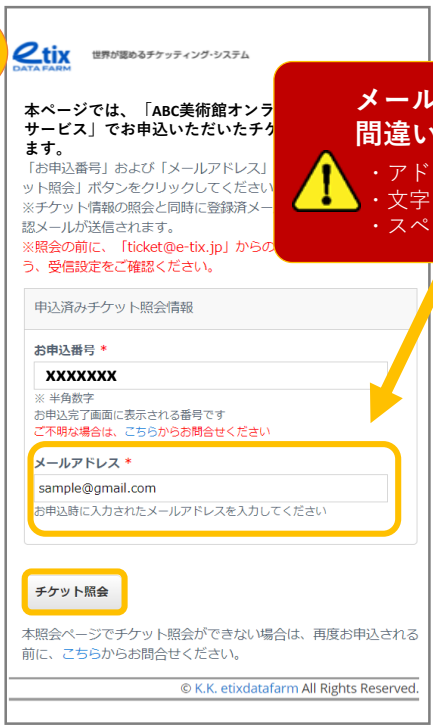 etix
DATA FARM
世界が認めるチケッティング・システム
本ページでは、「ABC美術館オンラ
サービス」でお申込いただいたチケ
ます。
「お申込番号」および「メールアドレス」
ット照会」ボタンをクリックしてください
※チケット情報の照会と同時に登録済メー
認メールが送信されます。
※照会の前に、「ticket@e-tix.jp」からの
う、受信設定をご確認ください。
メール
間違い
・アド
・文字
・スペ
申込済みチケット照会情報
お申込番号 *
XXXXXXX
※ 半角数字
お申込完了画面に表示される番号です
ご不明な場合は、こちらからお問合せください
メールアドレス *
sample@gmail.com
お申込時に入力されたメールアドレスを入力してください
チケット照会
本照会ページでチケット照会ができない場合は、再度お申込される
前に、こちらからお問合せください。
© K.K. etixdatafarm All Rights Reserved.